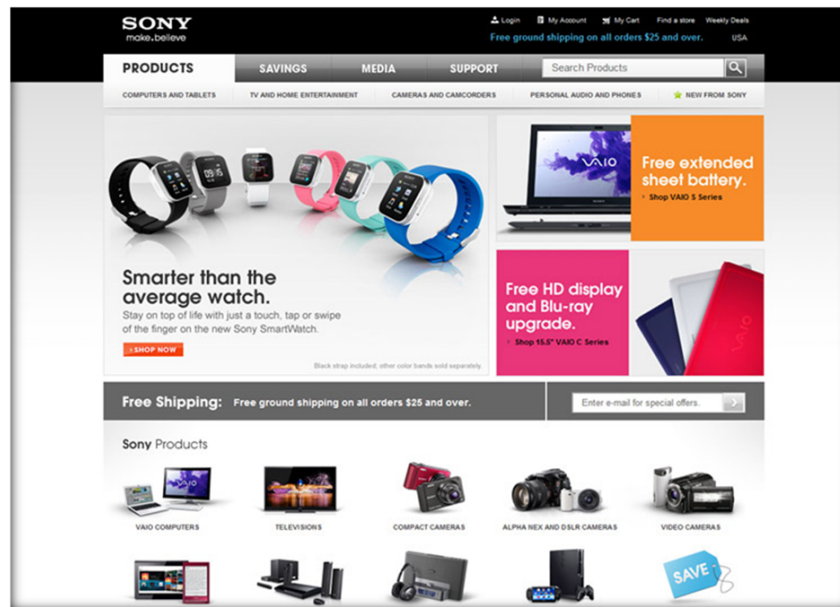 SONY
make.believe
Login My Account My Cart Find a store Weekly Deals
Free ground shipping on all orders $25 and over. USA
PRODUCTS SAVINGS MEDIA SUPPORT Search Products
COMPUTERS AND TABLETS TV AND HOME ENTERTAINMENT CAMERAS AND CAMCORDERS PERSONAL AUDIO AND PHONES NEW FROM SONY
09:15
Smarter than the
average watch.
Stay on top of life with just a touch, tap or swipe
of the finger on the new Sony SmartWatch.
SHOP NOW
Black strap included, other color bands sold separately.
VAIO
Free extended
sheet battery.
Shop VAIO S Series
Free HD display
and Blu-ray
upgrade.
Shop 15.5" VAIO C Series
VAIO
Free Shipping: Free ground shipping on all orders $25 and over. Enter e-mail for special offers.
Sony Products
VAIO COMPUTERS TELEVISIONS COMPACT CAMERAS ALPHA NEX AND DSLR CAMERAS VIDEO CAMERAS
SAVE